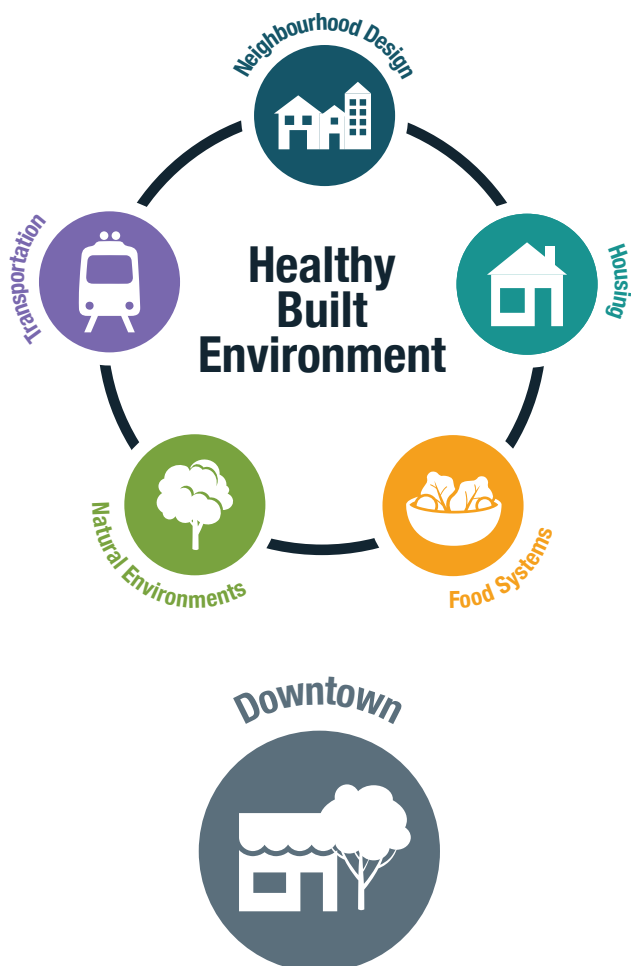 Neighbourhood Design
Transportation
Healthy
Built
Environment
Housing
Natural Environments
Food Systems
Downtown